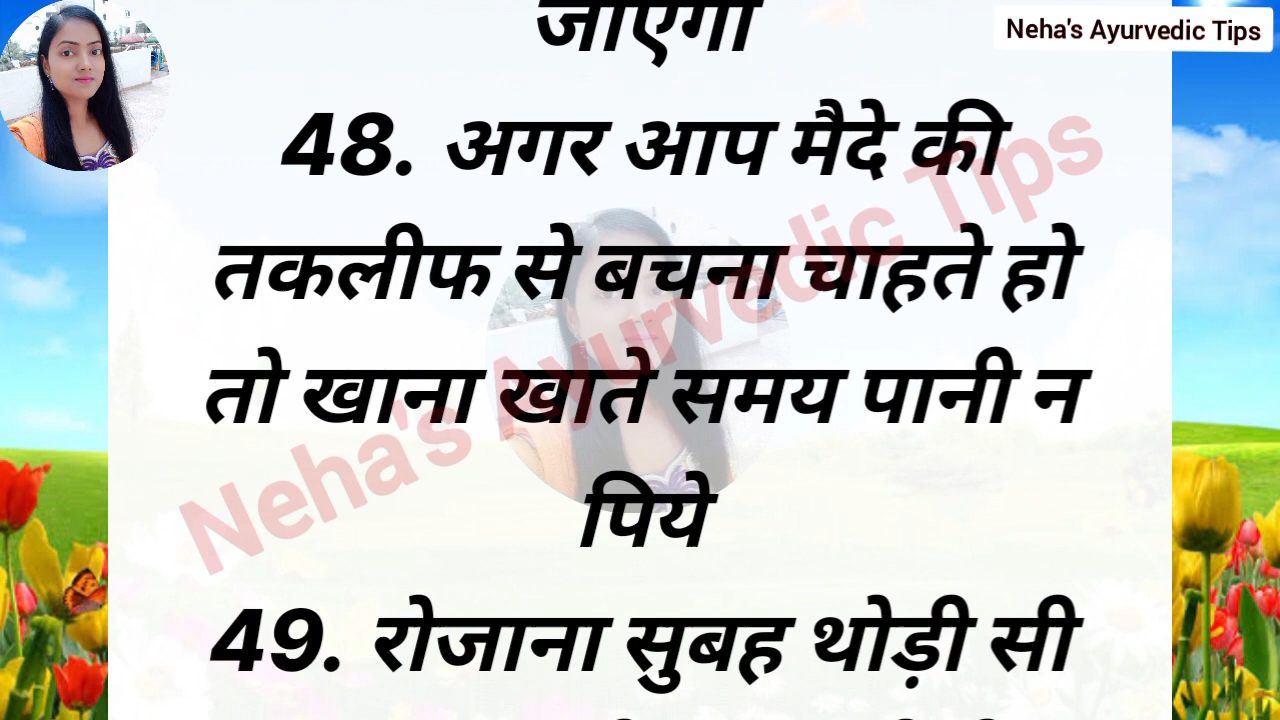 जाएगा
Neha's Ayurvedic Tips
48. अगर आप मैदे की
तकलीफ से बचना चाहते हो
तो खाना खाते समय पानी न
पिये
49. रोजाना सुबह थोड़ी सी
Neha's Ayurvedic Tips